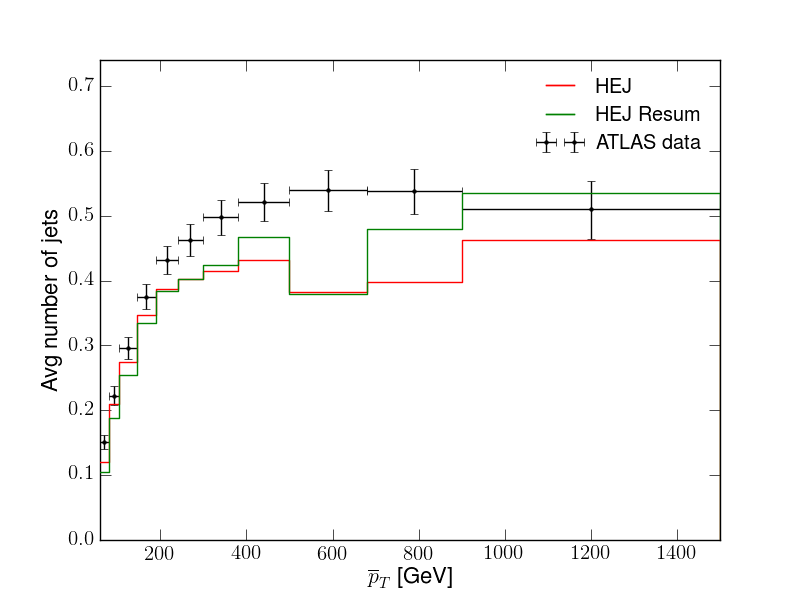 HEJ
HEJ Resum
ATLAS data
0.7
0.6
0.5
0.4
0.3
0.2
0.1
0.0
Avg number of jets
200 400 600 800 1000 1200 1400
p̅_T [GeV]